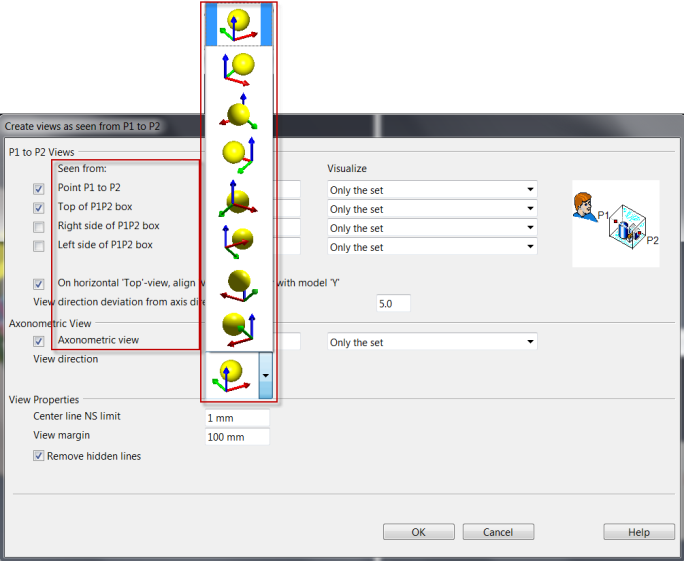 Create views as seen from P1 to P2
P1 to P2 Views
Seen from:
Visualize
Point P1 to P2
Only the set
Top of P1P2 box
Only the set
Right side of P1P2 box
Only the set
Left side of P1P2 box
Only the set
P1
P2
On horizontal 'Top'-view, align with model 'Y'
View direction deviation from axis dire
5.0
Axonometric View
Axonometric view
Only the set
View direction
View Properties
Center line NS limit
1 mm
View margin
100 mm
Remove hidden lines
OK
Cancel
Help